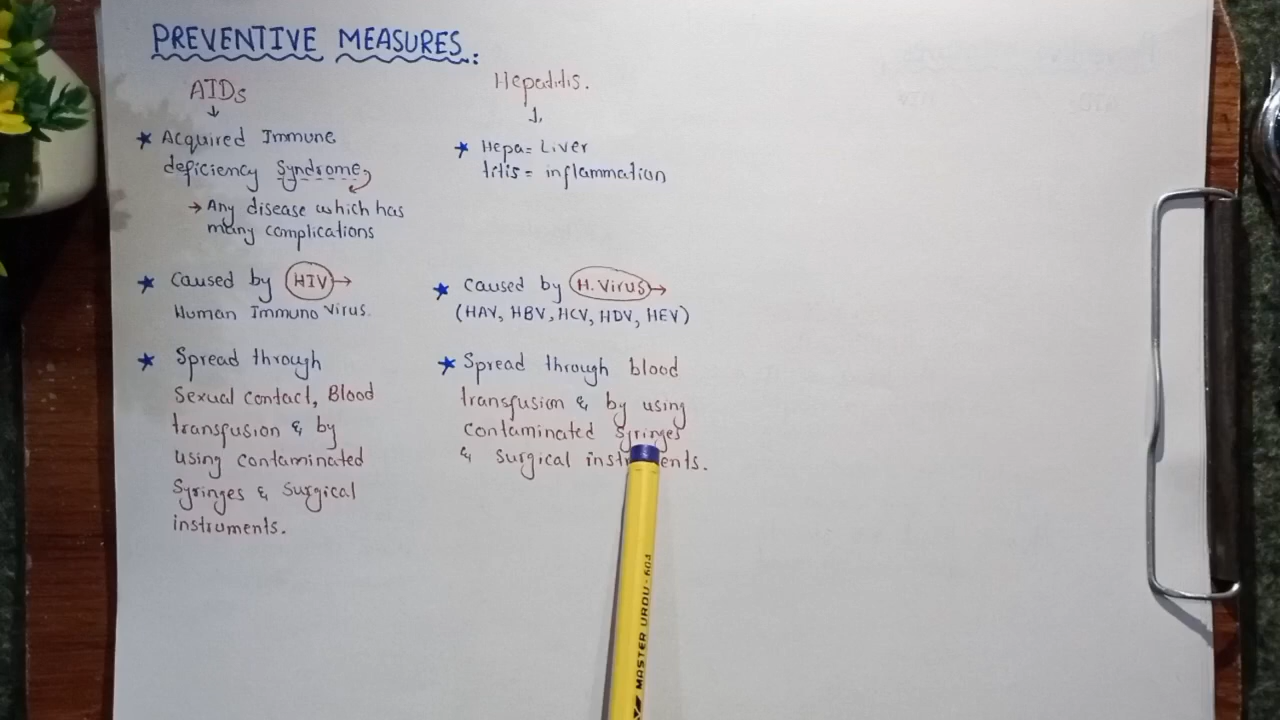 PREVENTIVE MEASURES.
AIDs
★ Acquired Immune
deficiency Syndrome,
→ Any disease which has
many complications
★ Caused by HIV →
Human Immuno Virus.
★ Spread through
Sexual contact, Blood
transfusion & by
using contaminated
Syringes & Surgical
instruments.
Hepatitis.
★ Hepa = Liver
titis = inflammation
★ Caused by H. Virus →
(HAV, HBV, HCV, HDV, HEV)
★ Spread through blood
transfusion & by using
contaminated Syringes
& Surgical instruments.
MASTER URDU-604